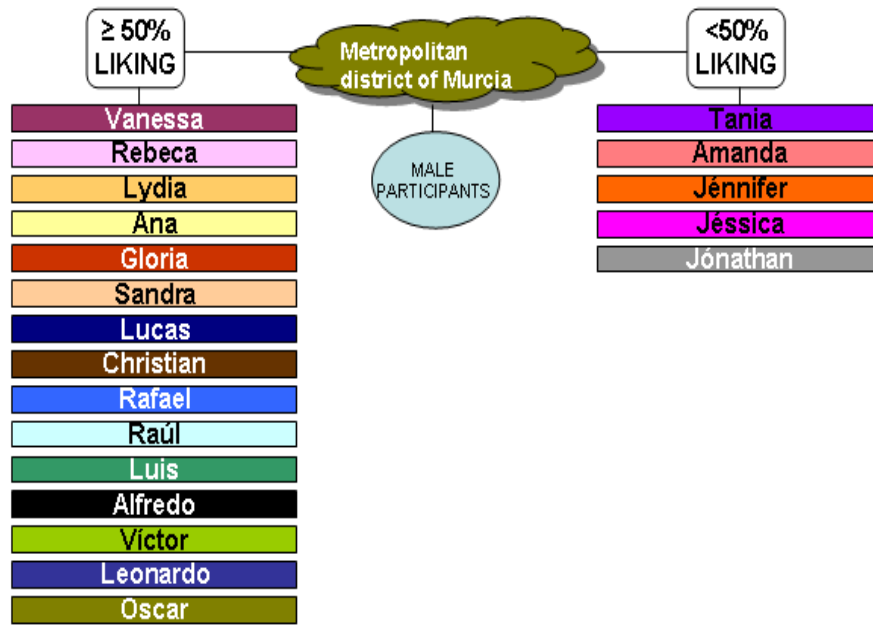 ≥ 50%
LIKING
Metropolitan
district of Murcia
<50%
LIKING
MALE
PARTICIPANTS
Vanessa
Rebeca
Lydia
Ana
Gloria
Sandra
Lucas
Christian
Rafael
Raúl
Luis
Alfredo
Víctor
Leonardo
Oscar
Tania
Amanda
Jénnifer
Jéssica
Jónathan